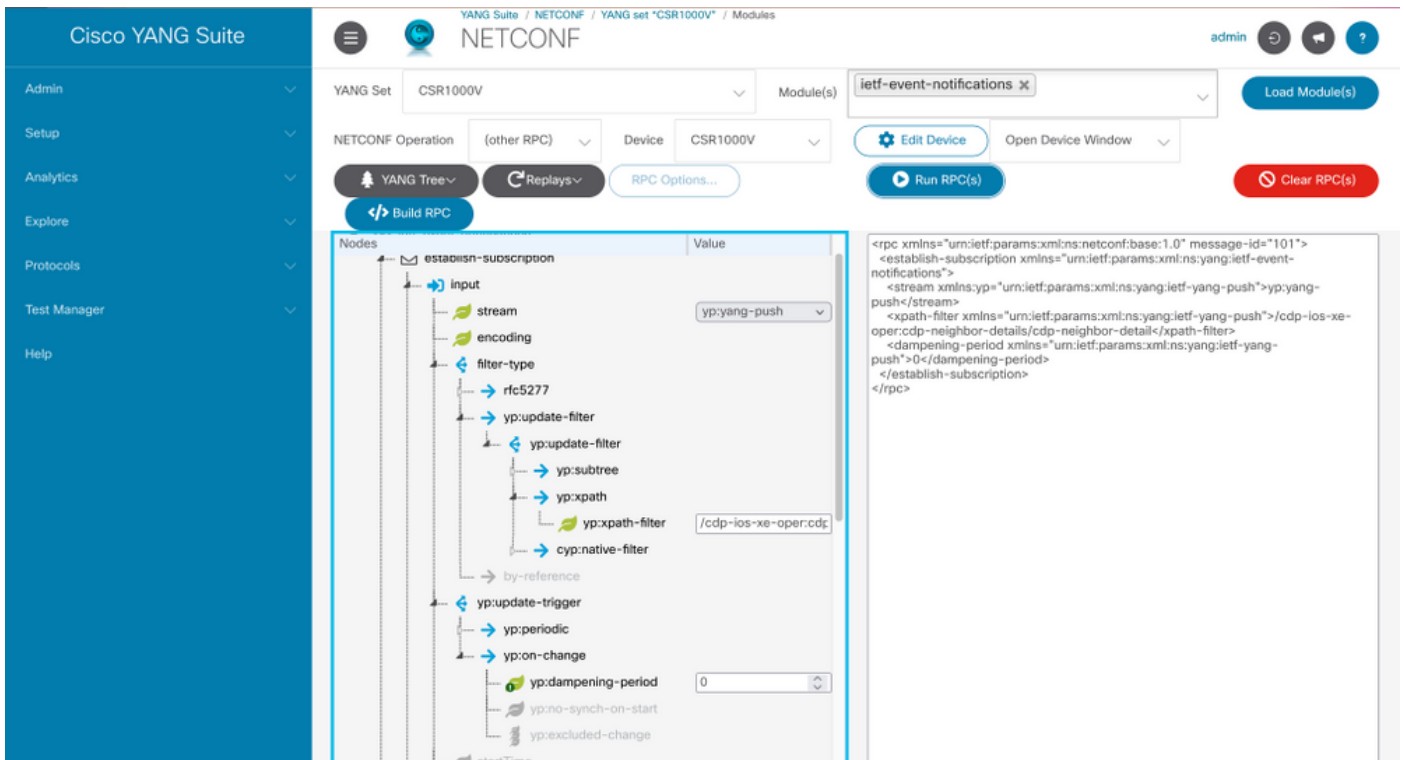 Cisco YANG Suite
YANG Suite / NETCONF / YANG set "CSR1000V" / Modules
NETCONF
admin
?
Admin
Setup
Analytics
Explore
Protocols
Test Manager
Help
YANG Set CSR1000V Module(s) ietf-event-notifications Load Module(s)
NETCONF Operation (other RPC) Device CSR1000V Edit Device Open Device Window
YANG Tree Replays RPC Options... Run RPC(s) Clear RPC(s)
</> Build RPC
Nodes Value
establish-subscription
input
stream yp:yang-push
encoding
filter-type
rfc5277
yp:update-filter
yp:update-filter
yp:subtree
yp:xpath
yp:xpath-filter /cdp-ios-xe-oper:cdp
cyp:native-filter
by-reference
yp:update-trigger
yp:periodic
yp:on-change
yp:dampening-period 0
yp:no-synch-on-start
yp:excluded-change
startTime
<rpc xmlns="urn:ietf:params:xml:ns:netconf:base:1.0" message-id="101">
<establish-subscription xmlns="urn:ietf:params:xml:ns:yang:ietf-event-
notifications">
<stream xmlns:yp="urn:ietf:params:xml:ns:yang:ietf-yang-push">yp:yang-
push</stream>
<xpath-filter xmlns="urn:ietf:params:xml:ns:yang:ietf-yang-push">/cdp-ios-xe-
oper:cdp-neighbor-details/cdp-neighbor-detail</xpath-filter>
<dampening-period xmlns="urn:ietf:params:xml:ns:yang:ietf-yang-
push">0</dampening-period>
</establish-subscription>
</rpc>